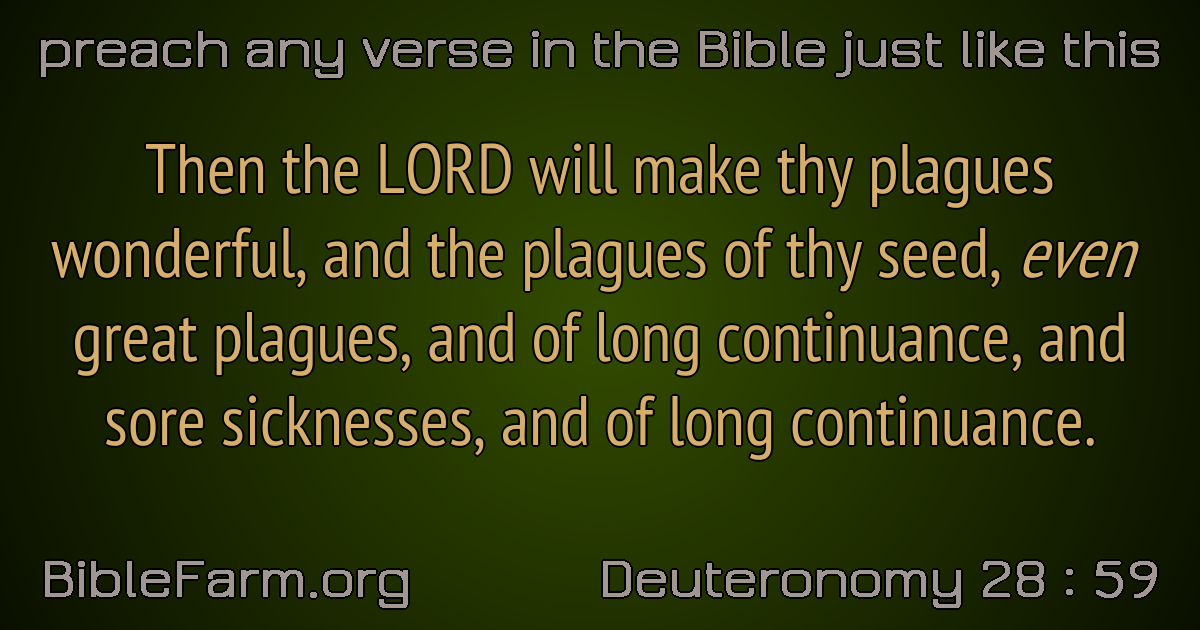 preach any verse in the Bible just like this
Then the LORD will make thy plagues
wonderful, and the plagues of thy seed, even
great plagues, and of long continuance, and
sore sicknesses, and of long continuance.
BibleFarm.org
Deuteronomy 28 : 59